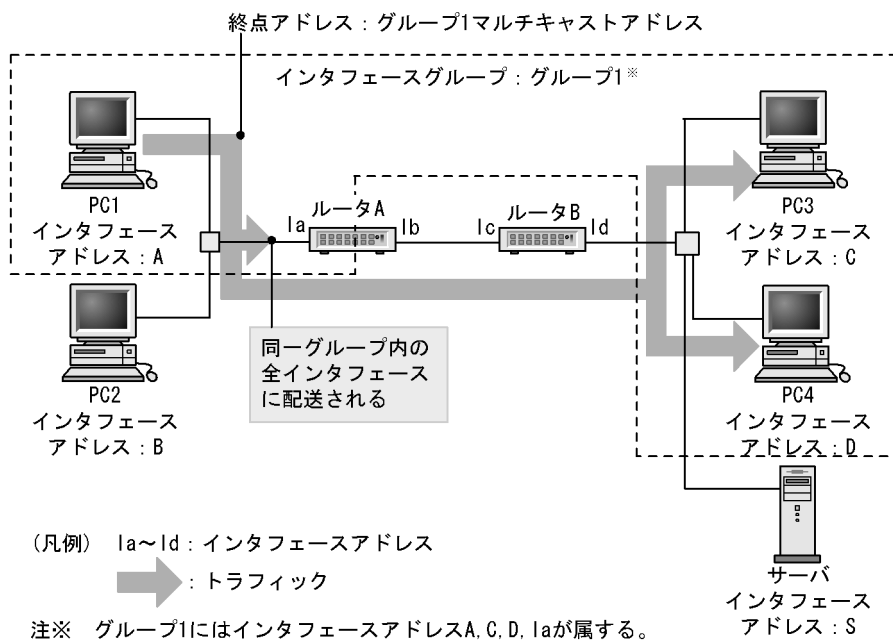 終点アドレス：グループ1マルチキャストアドレス
インタフェースグループ：グループ1※
PC1
インタフェース
アドレス：A
Ia
ルータA
Ib
Ic
ルータB
Id
PC3
インタフェース
アドレス：C
同一グループ内の
全インタフェース
に配送される
PC2
インタフェース
アドレス：B
PC4
インタフェース
アドレス：D
(凡例) Ia～Id：インタフェースアドレス
：トラフィック
サーバ
インタフェース
アドレス：S
注※ グループ1にはインタフェースアドレスA,C,D,Iaが属する。